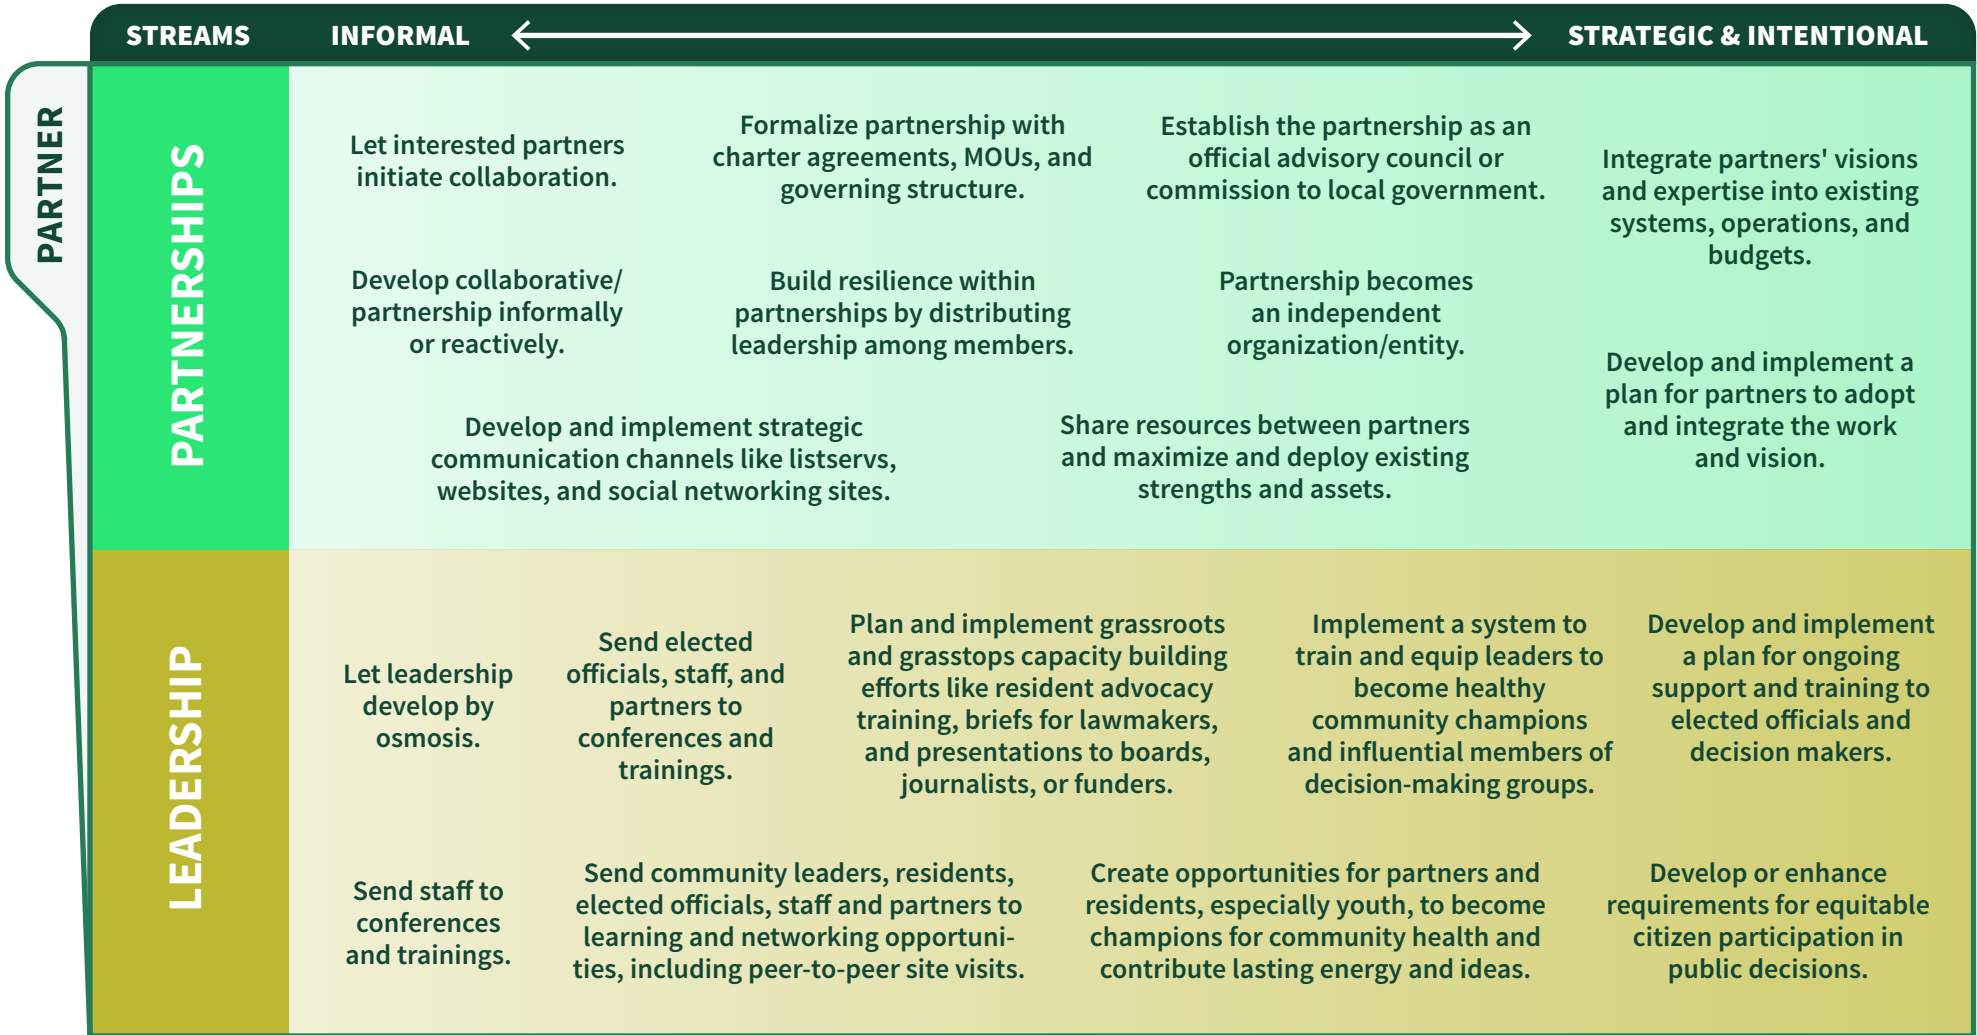 STREAMS
INFORMAL
STRATEGIC & INTENTIONAL
PARTNER
PARTNERSHIPS
Let interested partners
initiate collaboration.
Formalize partnership with
charter agreements, MOUs, and
governing structure.
Establish the partnership as an
official advisory council or
commission to local government.
Integrate partners' visions
and expertise into existing
systems, operations, and
budgets.
Develop collaborative/
partnership informally
or reactively.
Build resilience within
partnerships by distributing
leadership among members.
Partnership becomes
an independent
organization/entity.
Develop and implement a
plan for partners to adopt
and integrate the work
and vision.
Develop and implement strategic
communication channels like listservs,
websites, and social networking sites.
Share resources between partners
and maximize and deploy existing
strengths and assets.
LEADERSHIP
Let leadership
develop by
osmosis.
Send elected
officials, staff, and
partners to
conferences and
trainings.
Plan and implement grassroots
and grasstops capacity building
efforts like resident advocacy
training, briefs for lawmakers,
and presentations to boards,
journalists, or funders.
Implement a system to
train and equip leaders to
become healthy
community champions
and influential members of
decision-making groups.
Develop and implement
a plan for ongoing
support and training to
elected officials and
decision makers.
Send staff to
conferences
and trainings.
Send community leaders, residents,
elected officials, staff and partners to
learning and networking opportuni-
ties, including peer-to-peer site visits.
Create opportunities for partners and
residents, especially youth, to become
champions for community health and
contribute lasting energy and ideas.
Develop or enhance
requirements for equitable
citizen participation in
public decisions.